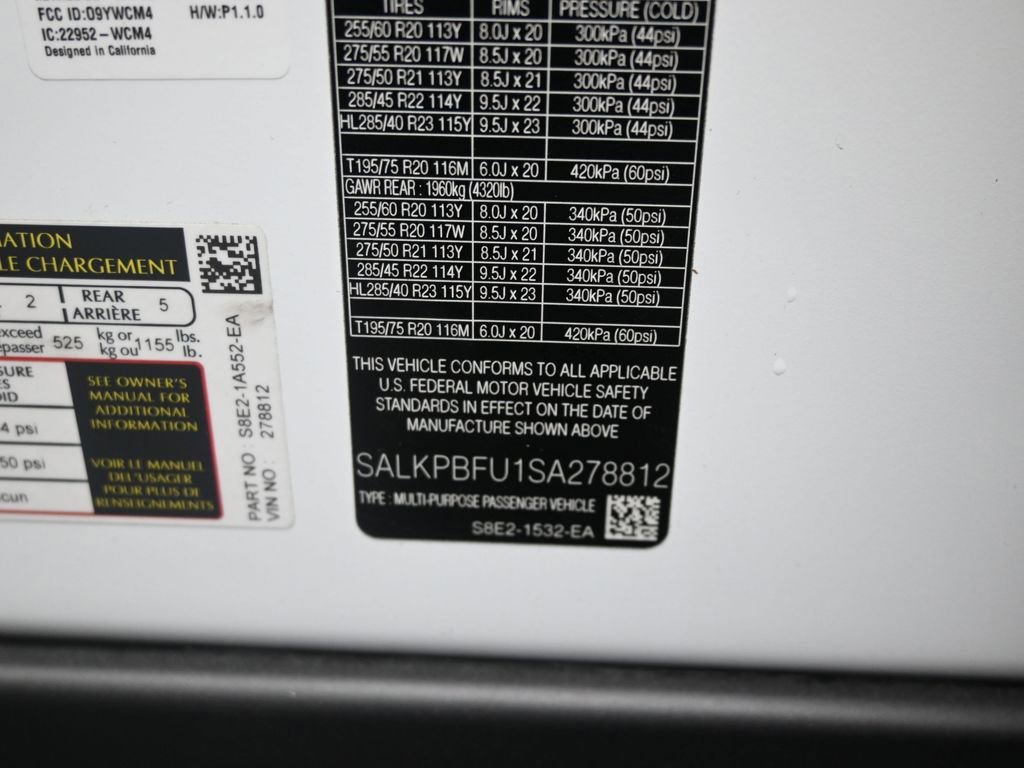 FCC ID:O9YWCM4 H/W:P1.1.0
IC:22952-WCM4
Designed in California
TIRES RIMS PRESSURE (COLD)
255/60 R20 113Y 8.0J x 20 300kPa (44psi)
275/55 R20 117W 8.5J x 20 300kPa (44psi)
275/50 R21 113Y 8.5J x 21 300kPa (44psi)
285/45 R22 114Y 9.5J x 22 300kPa (44psi)
HL285/40 R23 115Y 9.5J x 23 300kPa (44psi)
T195/75 R20 116M 6.0J x 20 420kPa (60psi)
GAWR REAR : 1960kg (4320lb)
255/60 R20 113Y 8.0J x 20 340kPa (50psi)
275/55 R20 117W 8.5J x 20 340kPa (50psi)
275/50 R21 113Y 8.5J x 21 340kPa (50psi)
285/45 R22 114Y 9.5J x 22 340kPa (50psi)
HL285/40 R23 115Y 9.5J x 23 340kPa (50psi)
T195/75 R20 116M 6.0J x 20 420kPa (60psi)
THIS VEHICLE CONFORMS TO ALL APPLICABLE
U.S. FEDERAL MOTOR VEHICLE SAFETY
STANDARDS IN EFFECT ON THE DATE OF
MANUFACTURE SHOWN ABOVE
SALKPBFU1SA278812
TYPE : MULTI-PURPOSE PASSENGER VEHICLE
S8E2-1532-EA
MATION
LE CHARGEMENT
2 REAR 5
ARRIÈRE
exceed 525 kg or 1155 lbs.
épasser kg ou lb.
SURE
ES
OID
4 psi
50 psi
cun
SEE OWNER'S
MANUAL FOR
ADDITIONAL
INFORMATION
VOIR LE MANUEL
DEL'USAGER
POUR PLUS DE
RENSEIGNEMENTS
PART NO : S8E2-1A552-EA
VIN NO : 278812